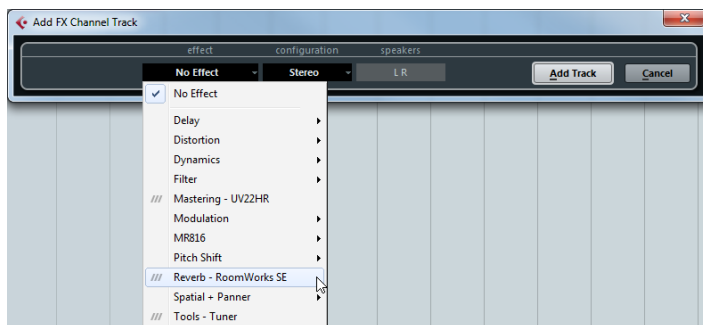 Add FX Channel Track
effect configuration speakers
No Effect Stereo L R Add Track Cancel
No Effect
Delay
Distortion
Dynamics
Filter
Mastering - UV22HR
Modulation
MR816
Pitch Shift
Reverb - RoomWorks SE
Spatial + Panner
Tools - Tuner